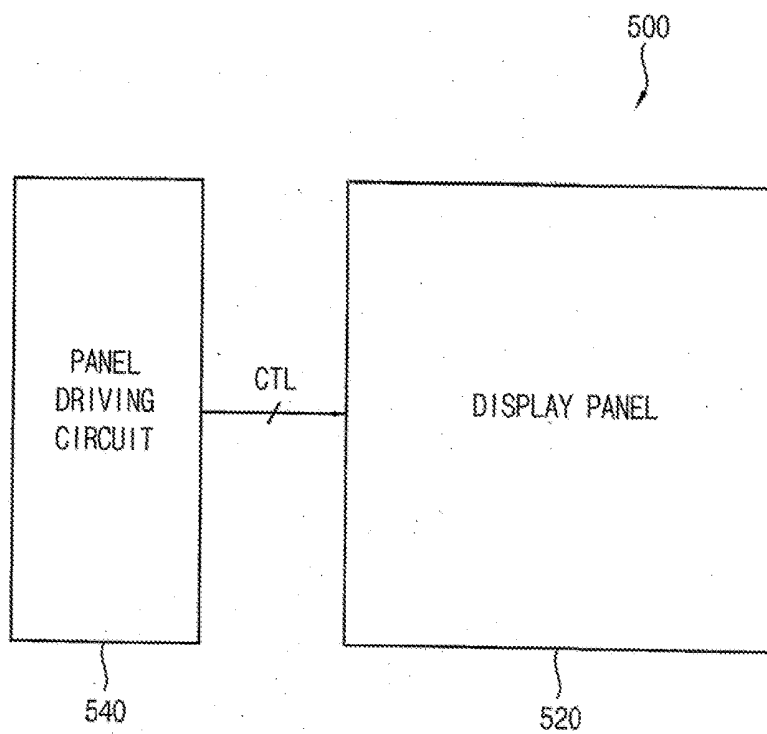 500
PANEL
DRIVING
CIRCUIT
CTL
DISPLAY PANEL
540
520